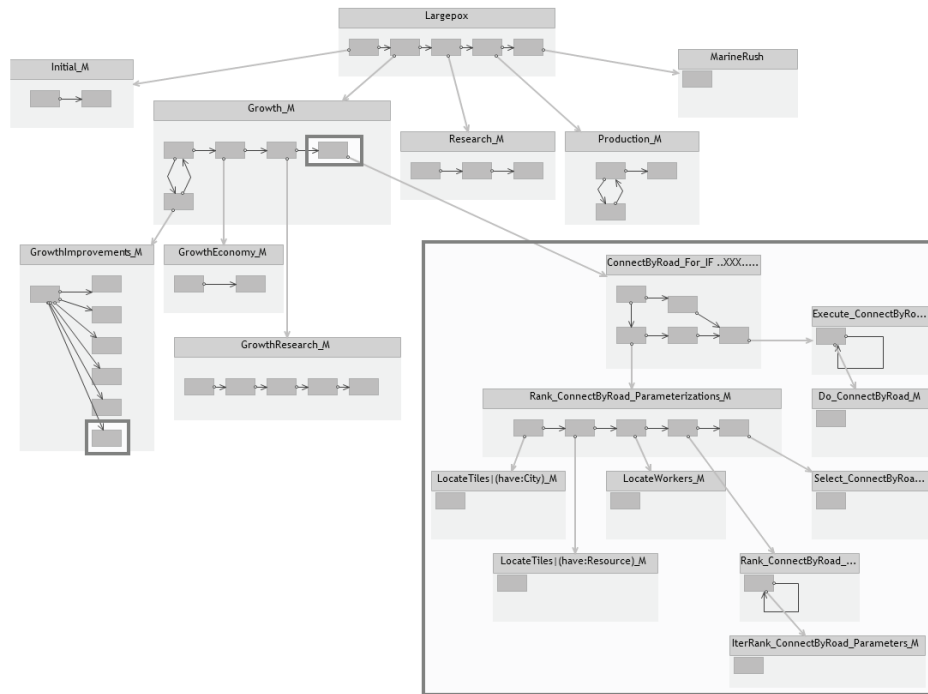 Largepox
Initial_M
MarineRush
Growth_M
Research_M
Production_M
GrowthImprovements_M
GrowthEconomy_M
ConnectByRoad_For_IF ..XXX.....
Execute_ConnectByRo...
GrowthResearch_M
Rank_ConnectByRoad_Parameterizations_M
Do_ConnectByRoad_M
LocateTiles|(have:City)_M
LocateWorkers_M
Select_ConnectByRoa...
LocateTiles|(have:Resource)_M
Rank_ConnectByRoad_...
IterRank_ConnectByRoad_Parameters_M